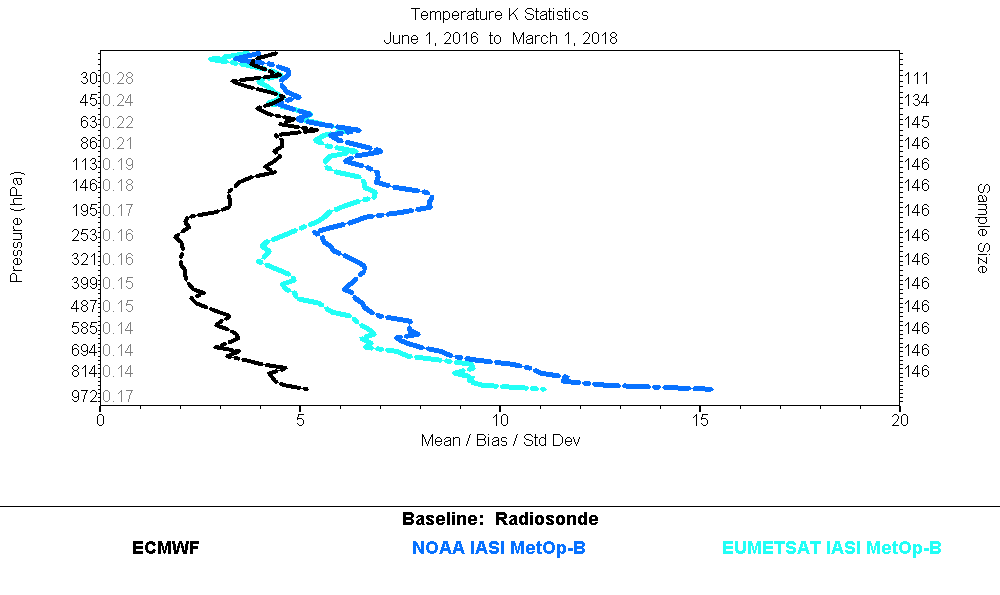 Temperature K Statistics
June 1, 2016 to March 1, 2018
30 0.28 111
45 0.24 134
63 0.22 145
86 0.21 146
113 0.19 146
146 0.18 146
195 0.17 146
253 0.16 146
321 0.16 146
399 0.15 146
487 0.15 146
585 0.14 146
694 0.14 146
814 0.14 146
972 0.17
Pressure (hPa)
Sample Size
0 5 10 15 20
Mean / Bias / Std Dev
Baseline: Radiosonde
ECMWF NOAA IASI MetOp-B EUMETSAT IASI MetOp-B